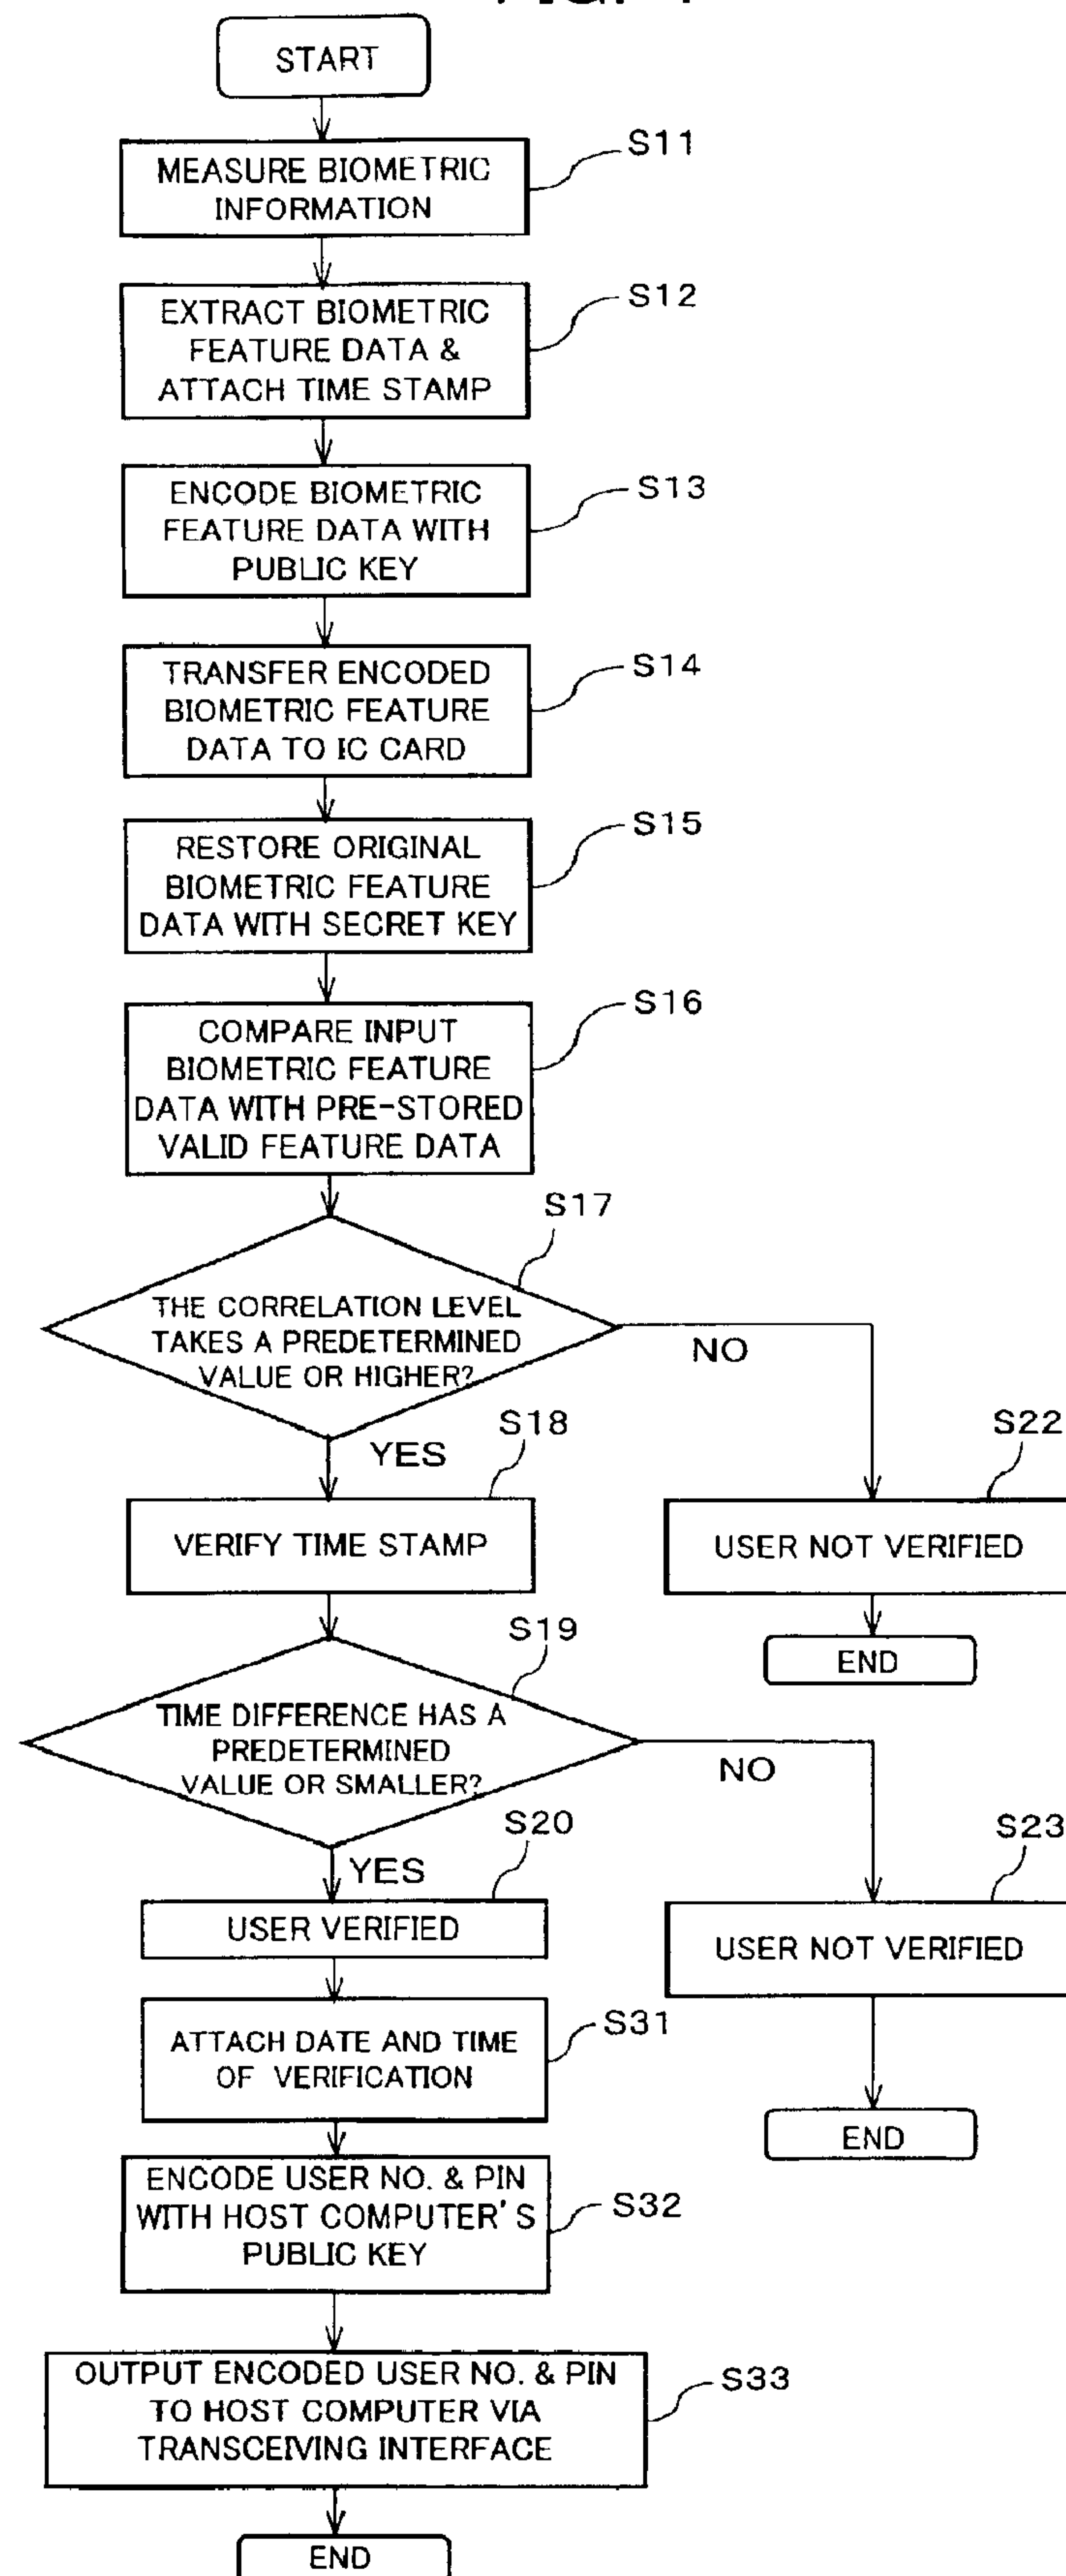 START
S11
MEASURE BIOMETRIC
INFORMATION
S12
EXTRACT BIOMETRIC
FEATURE DATA &
ATTACH TIME STAMP
S13
ENCODE BIOMETRIC
FEATURE DATA WITH
PUBLIC KEY
S14
TRANSFER ENCODED
BIOMETRIC FEATURE
DATA TO IC CARD
S15
RESTORE ORIGINAL
BIOMETRIC FEATURE
DATA WITH SECRET KEY
S16
COMPARE INPUT
BIOMETRIC FEATURE
DATA WITH PRE-STORED
VALID FEATURE DATA
S17
THE CORRELATION LEVEL
TAKES A PREDETERMINED
VALUE OR HIGHER?
NO
YES
S18
S22
VERIFY TIME STAMP
USER NOT VERIFIED
END
S19
TIME DIFFERENCE HAS A
PREDETERMINED
VALUE OR SMALLER?
NO
YES
S20
S23
USER VERIFIED
USER NOT VERIFIED
END
S31
ATTACH DATE AND TIME
OF VERIFICATION
S32
ENCODE USER NO. & PIN
WITH HOST COMPUTER'S
PUBLIC KEY
S33
OUTPUT ENCODED USER NO. & PIN
TO HOST COMPUTER VIA
TRANSCEIVING INTERFACE
END